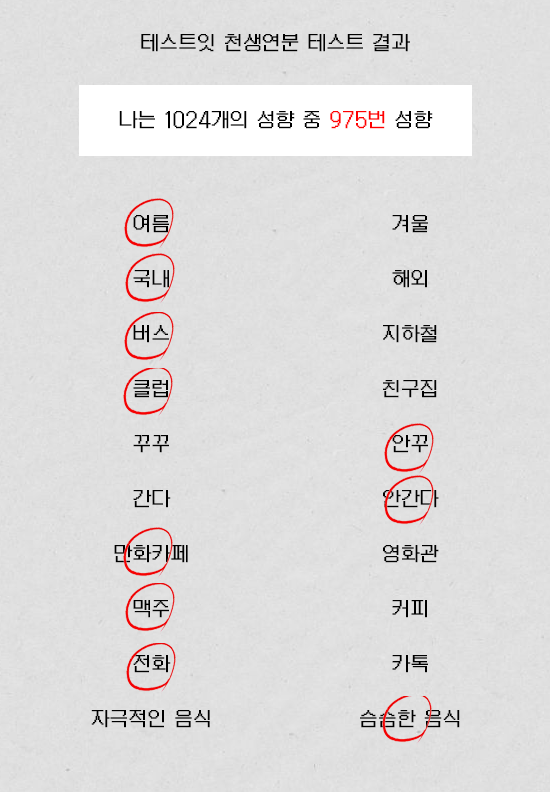 테스트잇 천생연분 테스트 결과
나는 1024개의 성향 중 975번 성향
여름 겨울
국내 해외
버스 지하철
클럽 친구집
꾸꾸 안꾸
간다 안간다
만화카페 영화관
맥주 커피
전화 카톡
자극적인 음식 슴슴한 음식